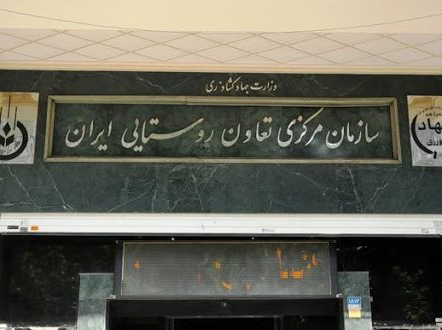 وزارت جهاد کشاورزی
سازمان مرکزی تعاون روستایی ایران